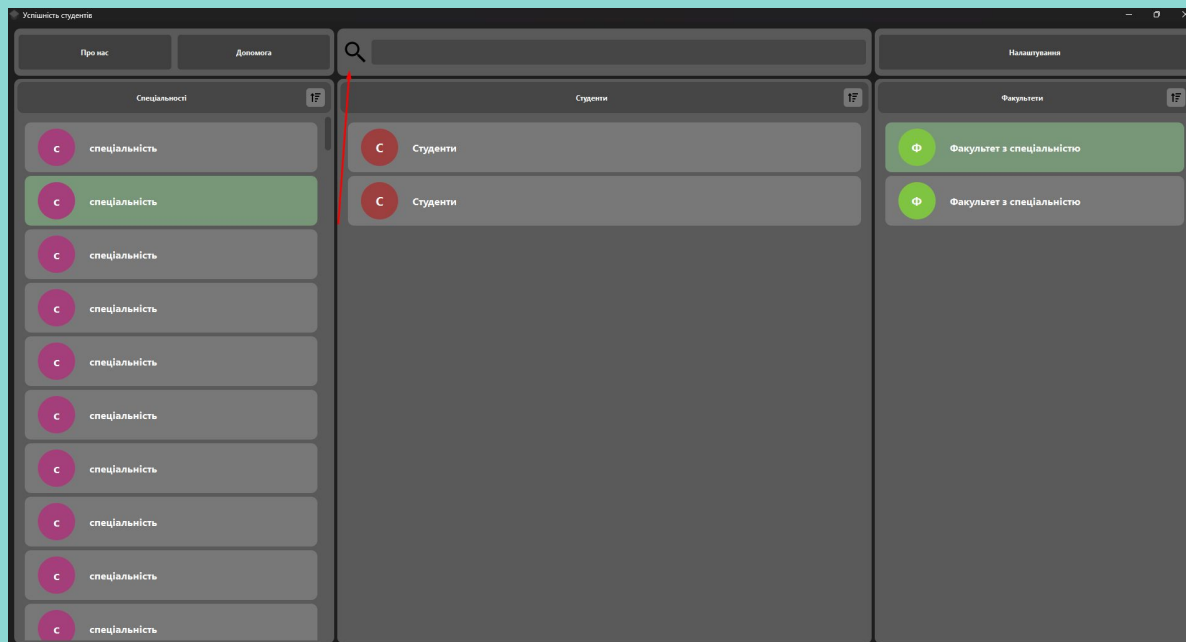 Успішність студентів
Про нас
Допомога
Налаштування
Спеціальності
Студенти
Факультети
с спеціальність
с спеціальність
с спеціальність
с спеціальність
с спеціальність
с спеціальність
с спеціальність
с спеціальність
с спеціальність
с спеціальність
С Студенти
С Студенти
Ф Факультет з спеціальністю
Ф Факультет з спеціальністю